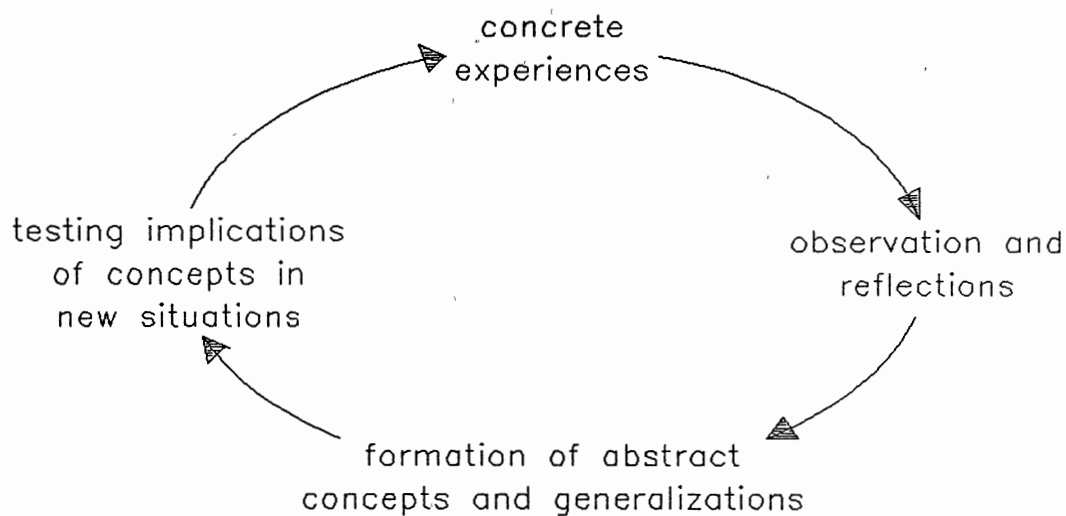 concrete
experiences
observation and
reflections
formation of abstract
concepts and generalizations
testing implications
of concepts in
new situations